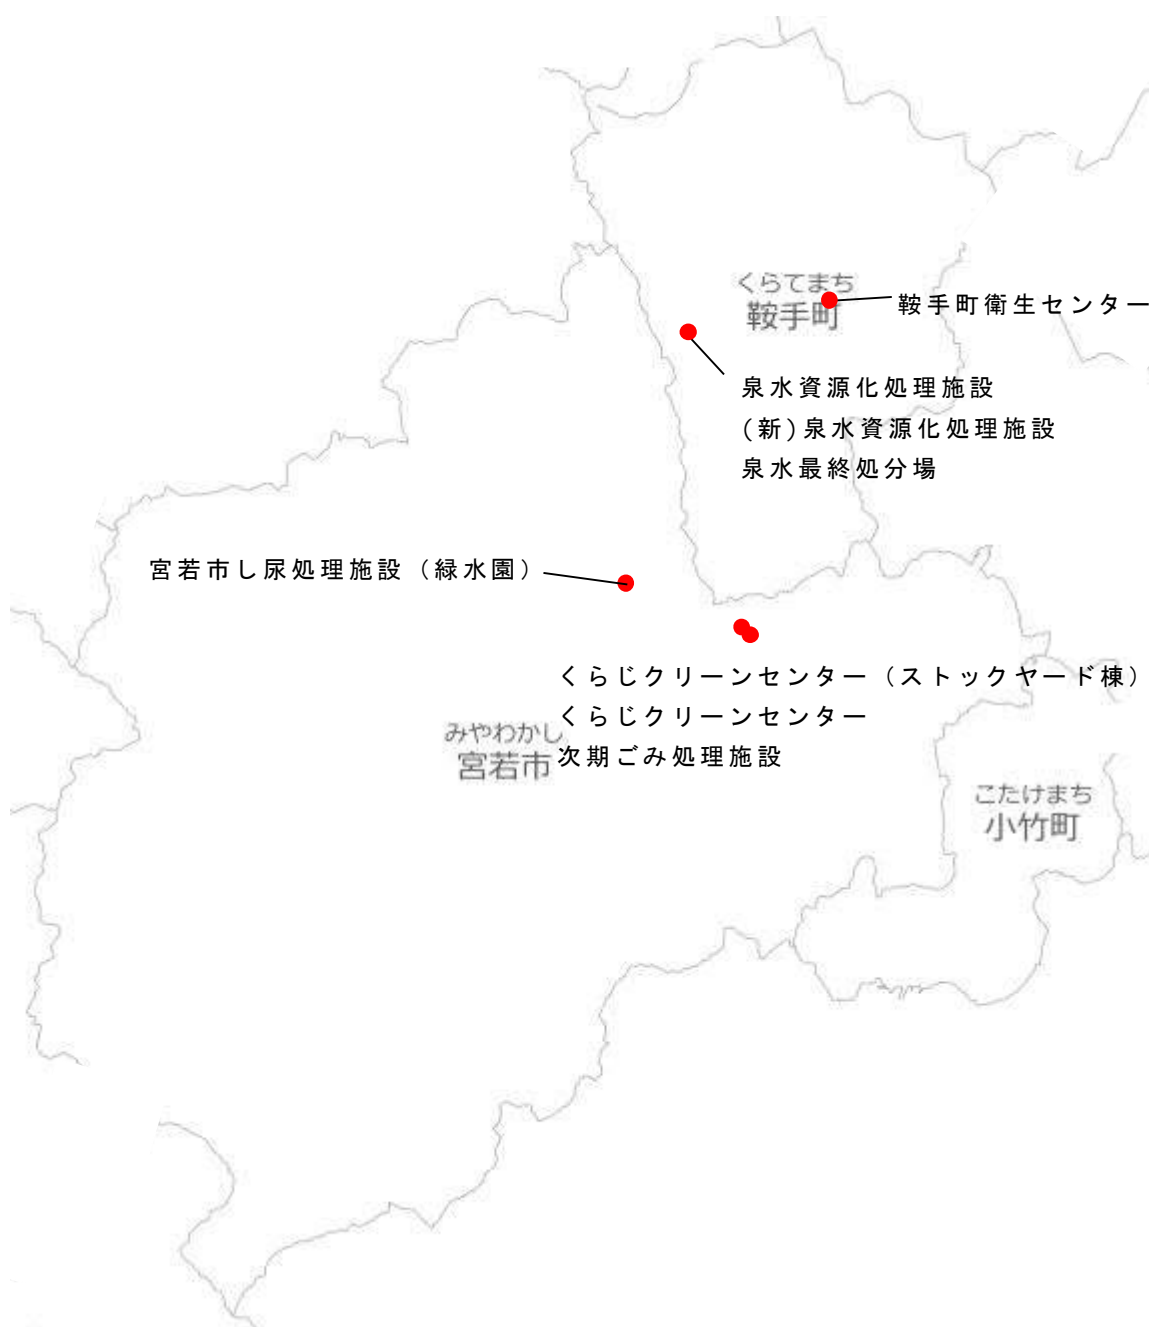 くらてまち
鞍手町
鞍手町衛生センター
泉水資源化処理施設
(新)泉水資源化処理施設
泉水最終処分場
宮若市し尿処理施設（緑水園）
くらじクリーンセンター（ストックヤード棟）
くらじクリーンセンター
次期ごみ処理施設
みやわかし
宮若市
こたけまち
小竹町